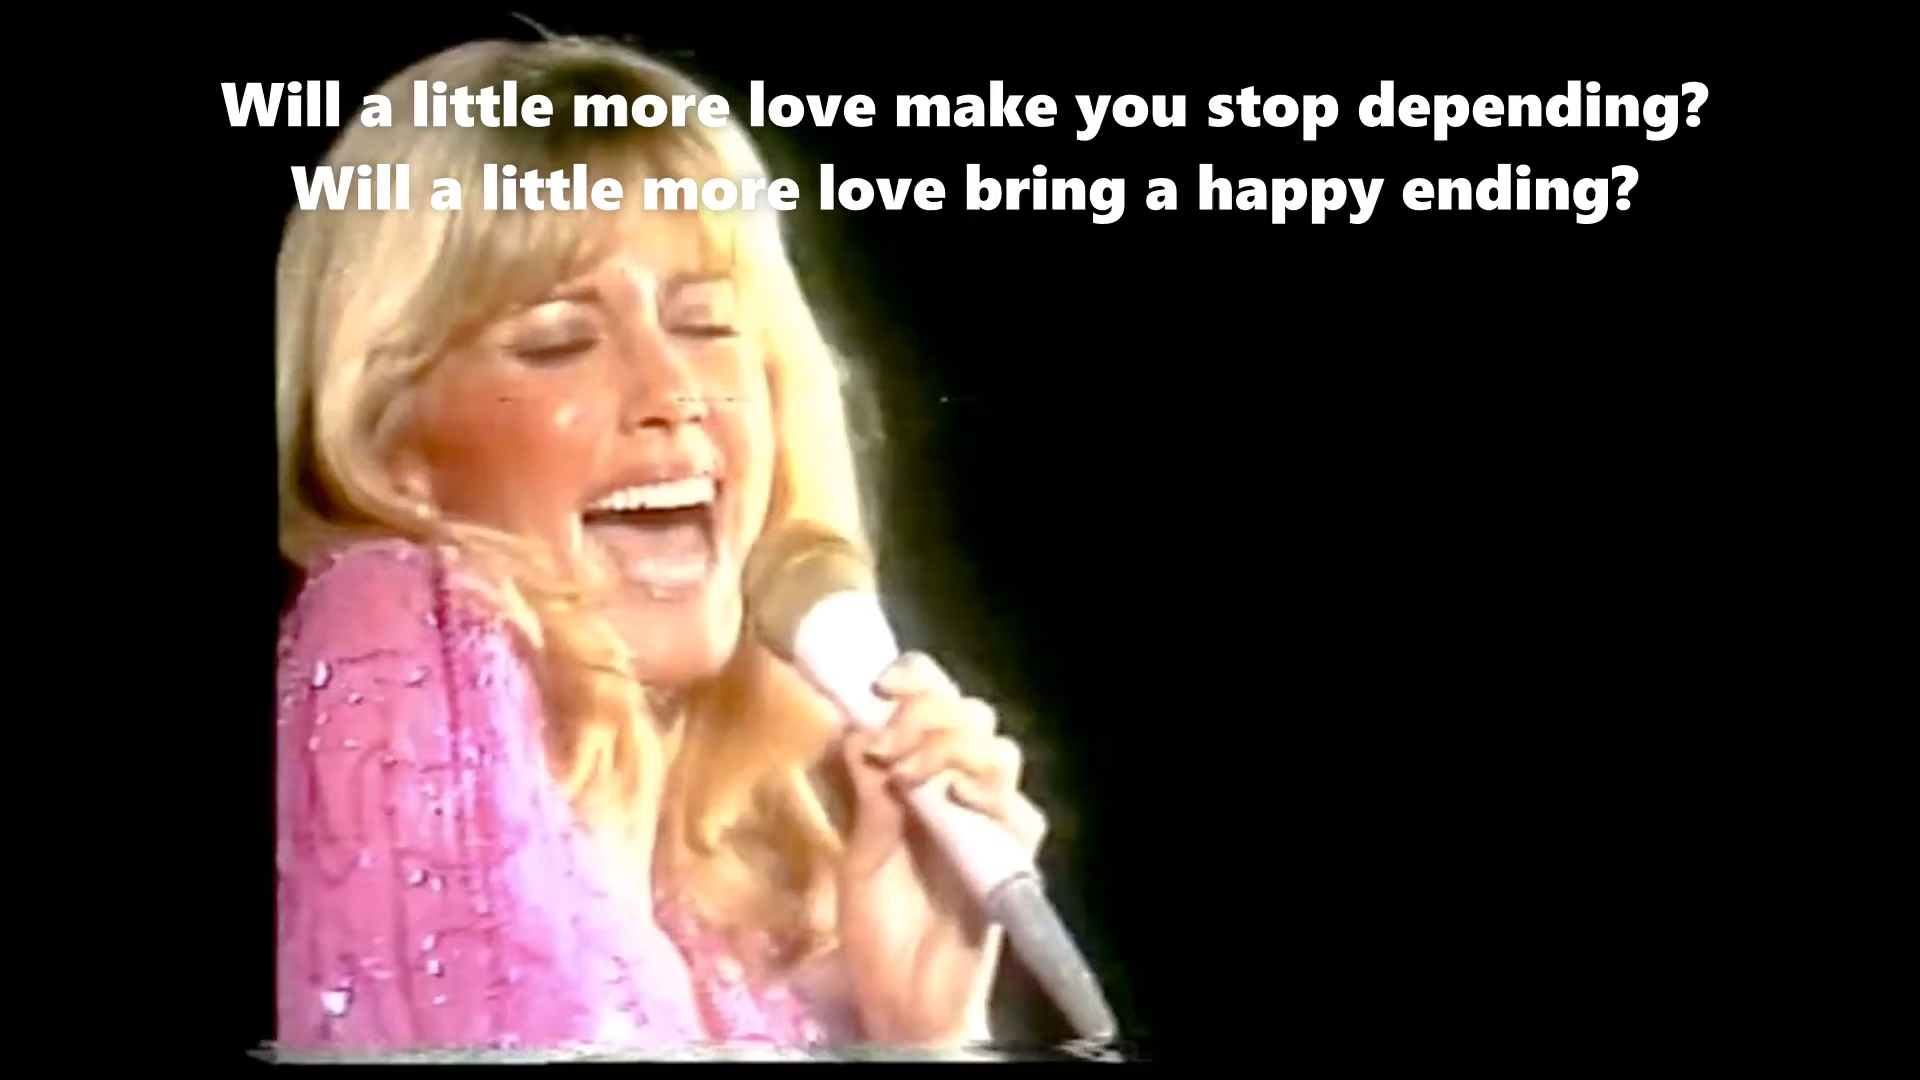 Will a little more love make you stop depending?
Will a little more love bring a happy ending?